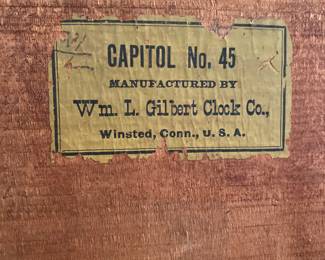 CAPITOL No. 45
MANUFACTURED BY
Wm. L. Gilbert Clock Co.,
Winsted, Conn., U. S. A.